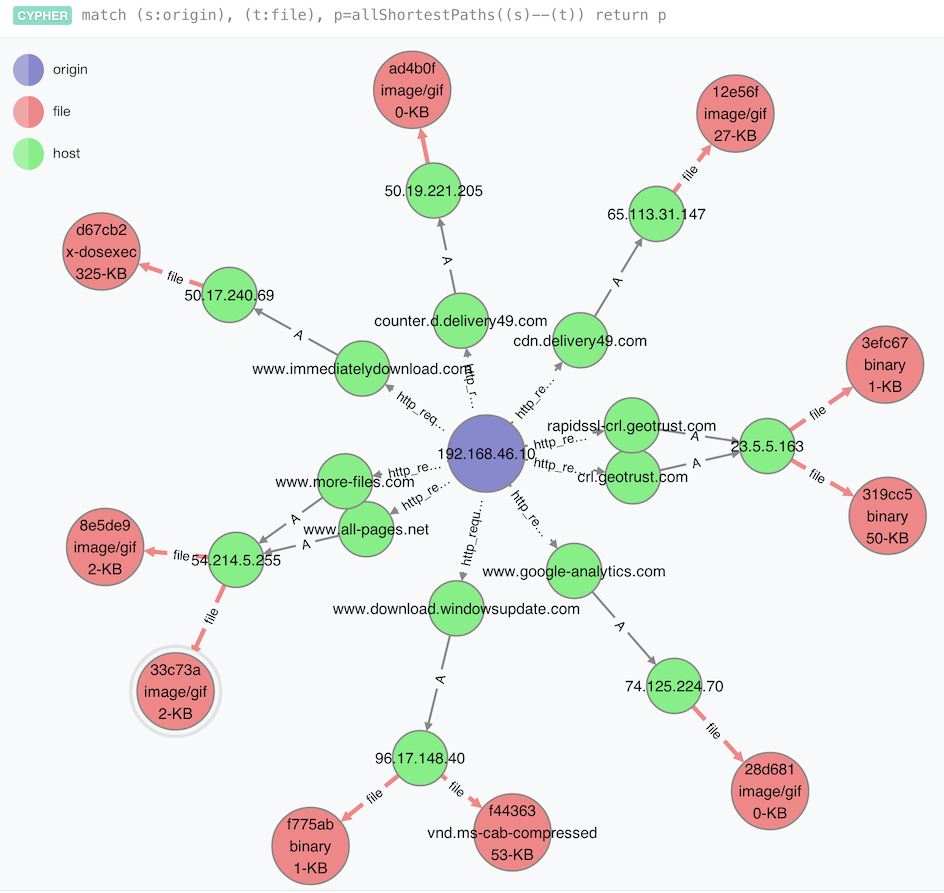 CYPHER match (s:origin), (t:file), p=allShortestPaths((s)--(t)) return p
origin
file
host
ad4b0f
image/gif
0-KB
12e56f
image/gif
27-KB
50.19.221.205
65.113.31.147
file
d67cb2
x-dosexec
325-KB
file
50.17.240.69
A
A
A
counter.d.delivery49.com
cdn.delivery49.com
www.immediatelydownload.com
http_r...
http_re...
http_req...
3efc67
binary
1-KB
file
rapidssl-crl.geotrust.com
A
23.5.5.163
192.168.46.10
http_re...
http_re...
crl.geotrust.com
A
file
319cc5
binary
50-KB
http_re...
www.more-files.com
http_re...
A
www.all-pages.net
A
http_requ...
http_re...
8e5de9
image/gif
2-KB
file
54.214.5.255
file
33c73a
image/gif
2-KB
www.google-analytics.com
www.download.windowsupdate.com
A
A
74.125.224.70
file
28d681
image/gif
0-KB
96.17.148.40
file
file
f775ab
binary
1-KB
f44363
vnd.ms-cab-compressed
53-KB